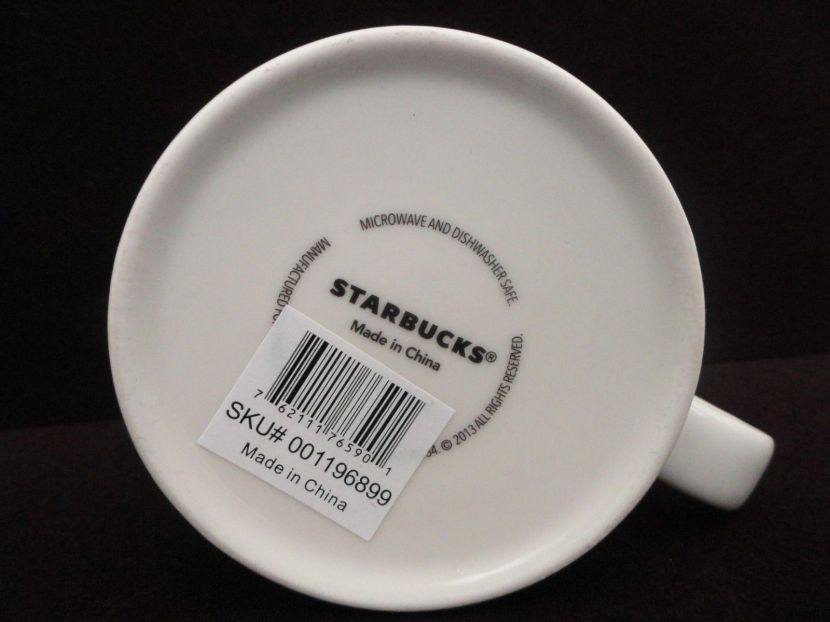 MICROWAVE AND DISHWASHER SAFE.
MANUFACTURED
STARBUCKS®
Made in China
© 2013 ALL RIGHTS RESERVED.
7 62111 76590 1
SKU# 001196899
Made in China